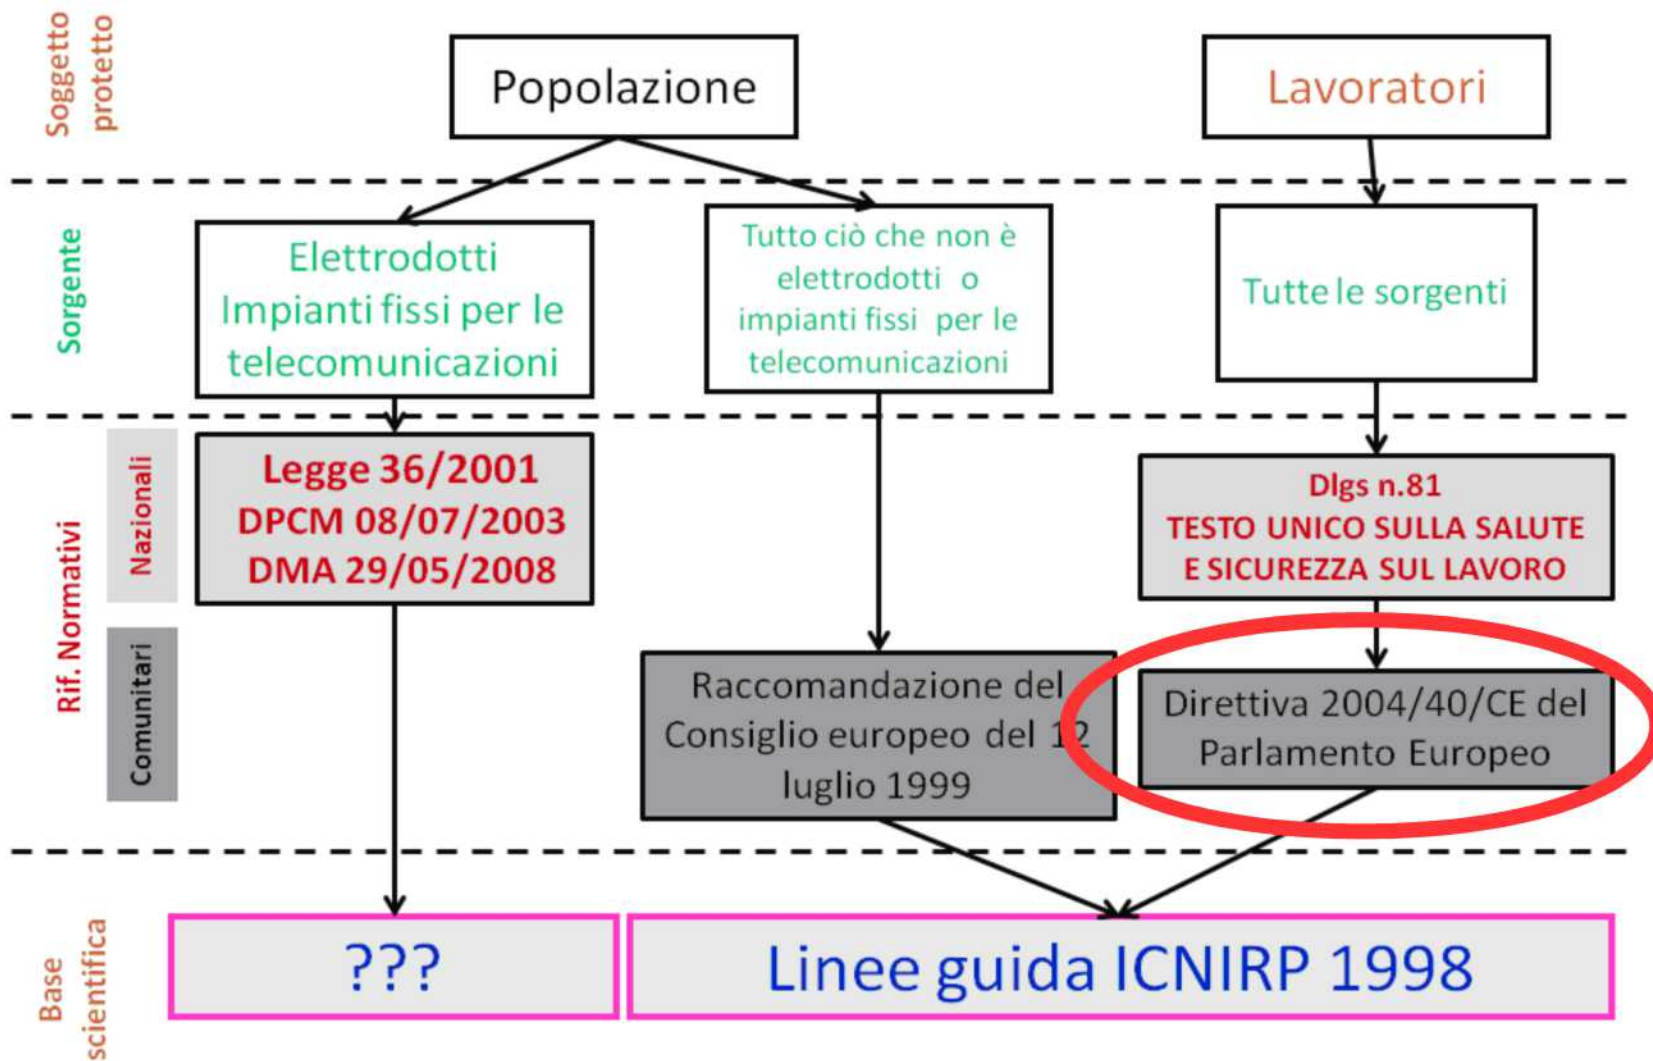 Soggetto
protetto
Popolazione
Lavoratori
Sorgente
Elettrodotti
Impianti fissi per le
telecomunicazioni
Tutto ciò che non è
elettrodotti o
impianti fissi per le
telecomunicazioni
Tutte le sorgenti
Rif. Normativi
Nazionali
Legge 36/2001
DPCM 08/07/2003
DMA 29/05/2008
Dlgs n.81
TESTO UNICO SULLA SALUTE
E SICUREZZA SUL LAVORO
Comunitari
Raccomandazione del
Consiglio europeo del 12
luglio 1999
Direttiva 2004/40/CE del
Parlamento Europeo
Base
scientifica
???
Linee guida ICNIRP 1998